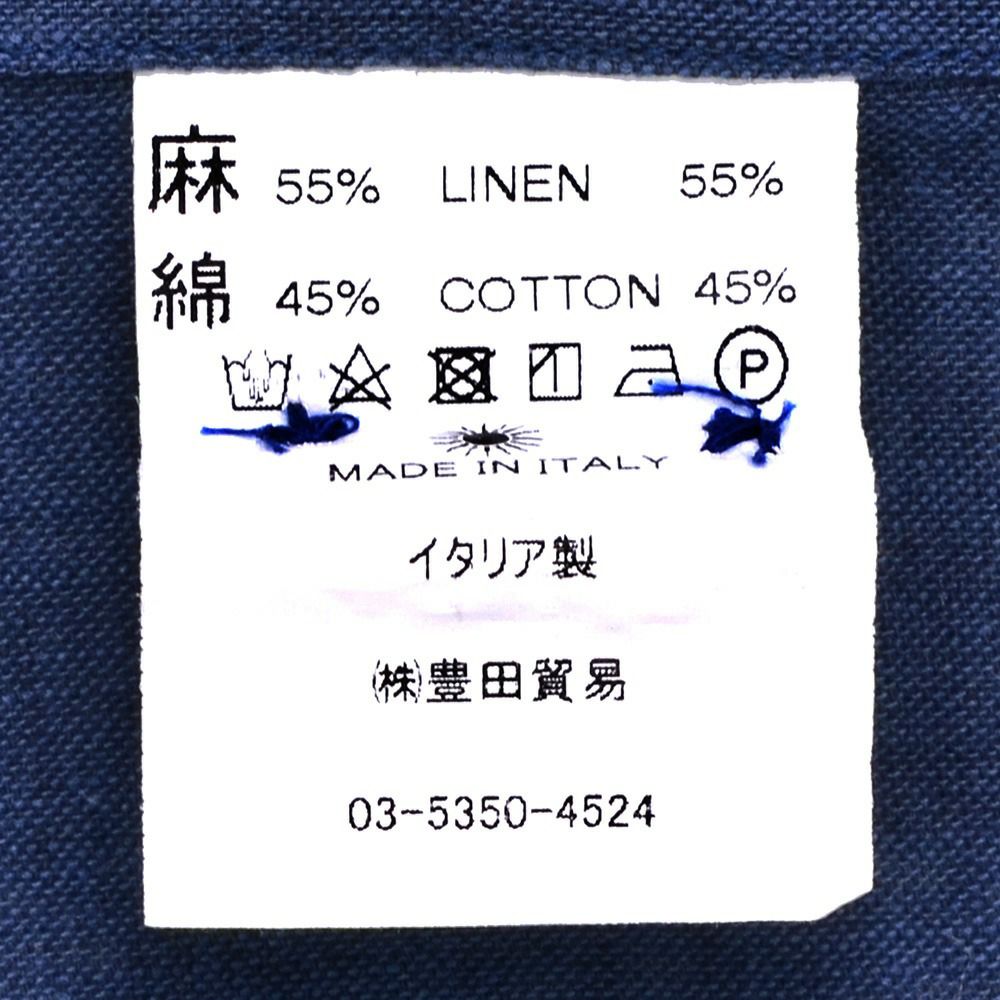 麻 55% LINEN 55%
綿 45% COTTON 45%
P
MADE IN ITALY
イタリア製
㈱豊田貿易
03-5350-4524